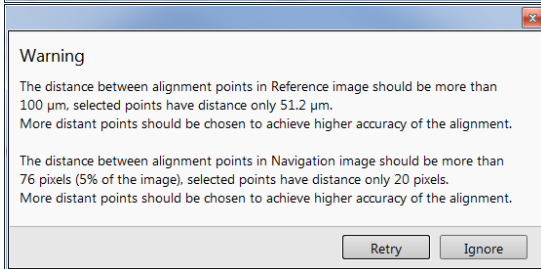 Warning
The distance between alignment points in Reference image should be more than
100 µm, selected points have distance only 51.2 µm.
More distant points should be chosen to achieve higher accuracy of the alignment.
The distance between alignment points in Navigation image should be more than
76 pixels (5% of the image), selected points have distance only 20 pixels.
More distant points should be chosen to achieve higher accuracy of the alignment.
Retry Ignore